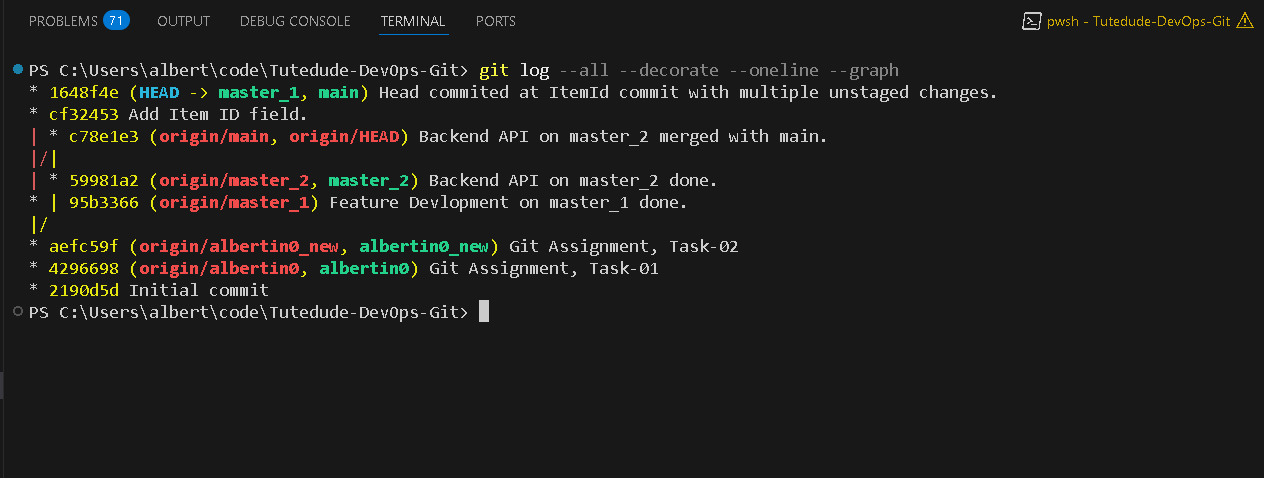 PROBLEMS 71 OUTPUT DEBUG CONSOLE TERMINAL PORTS pwsh - Tutedude-DevOps-Git
PS C:\Users\albert\code\Tutedude-DevOps-Git> git log --all --decorate --oneline --graph
* 1648f4e (HEAD -> master_1, main) Head commited at ItemId commit with multiple unstaged changes.
* cf32453 Add Item ID field.
| * c78e1e3 (origin/main, origin/HEAD) Backend API on master_2 merged with main.
|/|
| * 59981a2 (origin/master_2, master_2) Backend API on master_2 done.
* | 95b3366 (origin/master_1) Feature Devlopment on master_1 done.
|/
* aefc59f (origin/albertin0_new, albertin0_new) Git Assignment, Task-02
* 4296698 (origin/albertin0, albertin0) Git Assignment, Task-01
* 2190d5d Initial commit
PS C:\Users\albert\code\Tutedude-DevOps-Git>